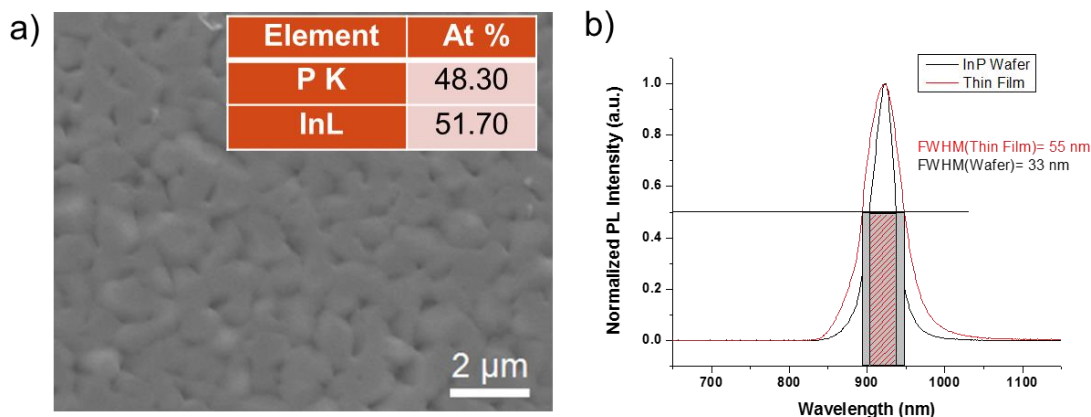 a)
Element At %
P K 48.30
InL 51.70
2 µm
b)
InP Wafer
Thin Film
FWHM(Thin Film)= 55 nm
FWHM(Wafer)= 33 nm
Normalized PL Intensity (a.u.)
1.0
0.8
0.6
0.4
0.2
0.0
700 800 900 1000 1100
Wavelength (nm)